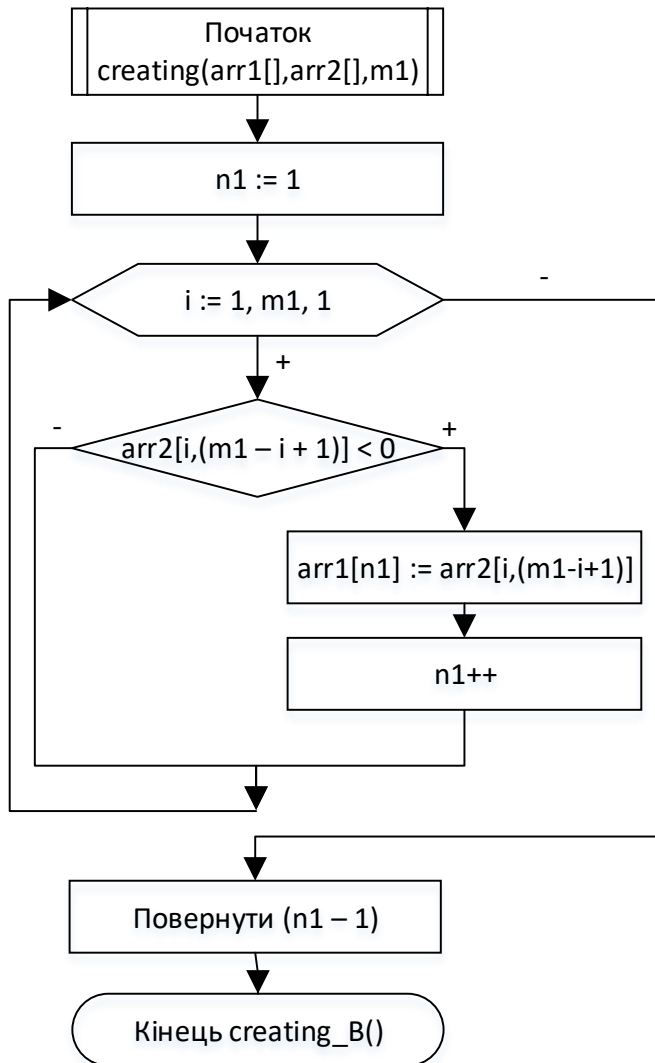 Початок
creating(arr1[],arr2[],m1)
n1 := 1
i := 1, m1, 1
-
+
-
arr2[i,(m1 – i + 1)] < 0
+
arr1[n1] := arr2[i,(m1-i+1)]
n1++
Повернути (n1 – 1)
Кінець creating_B()